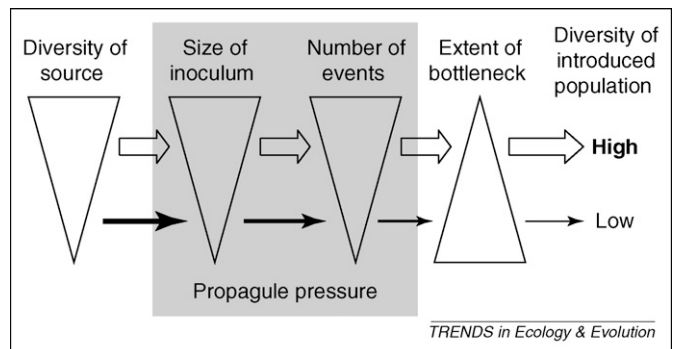 Diversity of
source
Size of
inoculum
Number of
events
Extent of
bottleneck
Diversity of
introduced
population
High
Low
Propagule pressure
TRENDS in Ecology & Evolution